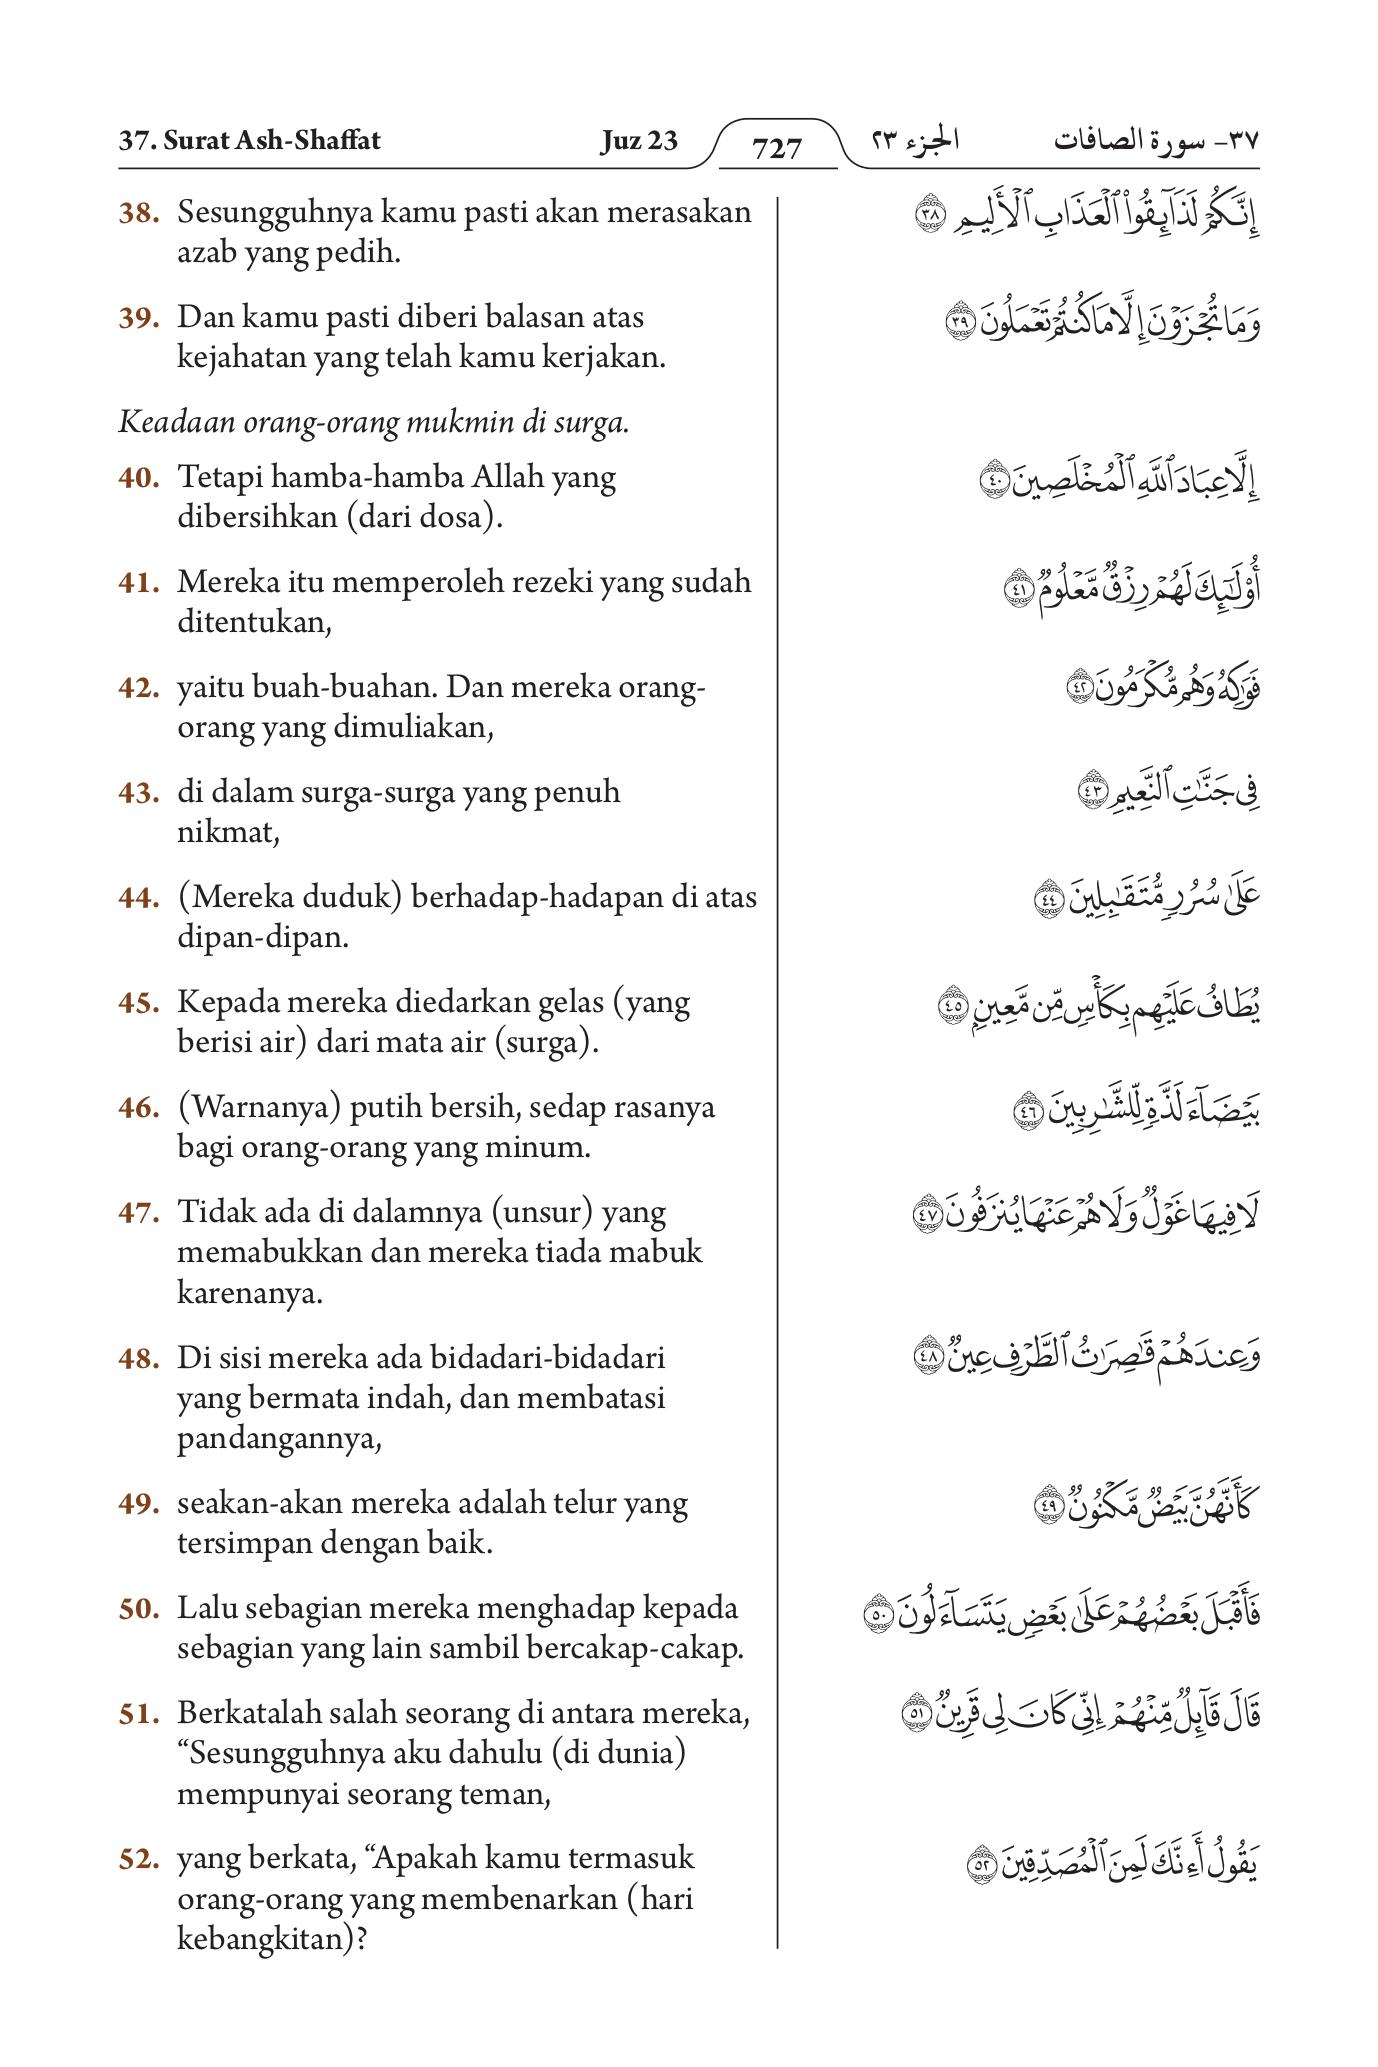 37. Surat Ash-Shaffat Juz 23 727 الجزء ٢٣ ٣٧- سورة الصافات
38. Sesungguhnya kamu pasti akan merasakan
azab yang pedih.
إِنَّكُمْ لَذَآئِقُوا۟ ٱلْعَذَابِ ٱلْأَلِيمِ ٣٨
39. Dan kamu pasti diberi balasan atas
kejahatan yang telah kamu kerjakan.
وَمَا تُجْزَوْنَ إِلَّا مَا كُنتُمْ تَعْمَلُونَ ٣٩
Keadaan orang-orang mukmin di surga.
40. Tetapi hamba-hamba Allah yang
dibersihkan (dari dosa).
إِلَّا عِبَادَ ٱللَّهِ ٱلْمُخْلَصِينَ ٤٠
41. Mereka itu memperoleh rezeki yang sudah
ditentukan,
أُو۟لَـٰٓئِكَ لَهُمْ رِزْقٌ مَّعْلُومٌ ٤١
42. yaitu buah-buahan. Dan mereka orang-
orang yang dimuliakan,
فَوَٰكِهُ وَهُم مُّكْرَمُونَ ٤٢
43. di dalam surga-surga yang penuh
nikmat,
فِى جَنَّـٰتِ ٱلنَّعِيمِ ٤٣
44. (Mereka duduk) berhadap-hadapan di atas
dipan-dipan.
عَلَىٰ سُرُرٍ مُّتَقَـٰبِلِينَ ٤٤
45. Kepada mereka diedarkan gelas (yang
berisi air) dari mata air (surga).
يُطَافُ عَلَيْهِم بِكَأْسٍ مِّن مَّعِينٍ ٤٥
46. (Warnanya) putih bersih, sedap rasanya
bagi orang-orang yang minum.
بَيْضَآءَ لَذَّةٍ لِّلشَّـٰرِبِينَ ٤٦
47. Tidak ada di dalamnya (unsur) yang
memabukkan dan mereka tiada mabuk
karenanya.
لَا فِيهَا غَوْلٌ وَلَا هُمْ عَنْهَا يُنزَفُونَ ٤٧
48. Di sisi mereka ada bidadari-bidadari
yang bermata indah, dan membatasi
pandangannya,
وَعِندَهُمْ قَـٰصِرَٰتُ ٱلطَّرْفِ عِينٌ ٤٨
49. seakan-akan mereka adalah telur yang
tersimpan dengan baik.
كَأَنَّهُنَّ بَيْضٌ مَّكْنُونٌ ٤٩
50. Lalu sebagian mereka menghadap kepada
sebagian yang lain sambil bercakap-cakap.
فَأَقْبَلَ بَعْضُهُمْ عَلَىٰ بَعْضٍ يَتَسَآءَلُونَ ٥٠
51. Berkatalah salah seorang di antara mereka,
“Sesungguhnya aku dahulu (di dunia)
mempunyai seorang teman,
قَالَ قَآئِلٌ مِّنْهُمْ إِنِّى كَانَ لِى قَرِينٌ ٥١
52. yang berkata, “Apakah kamu termasuk
orang-orang yang membenarkan (hari
kebangkitan)?
يَقُولُ أَءِنَّكَ لَمِنَ ٱلْمُصَدِّقِينَ ٥٢